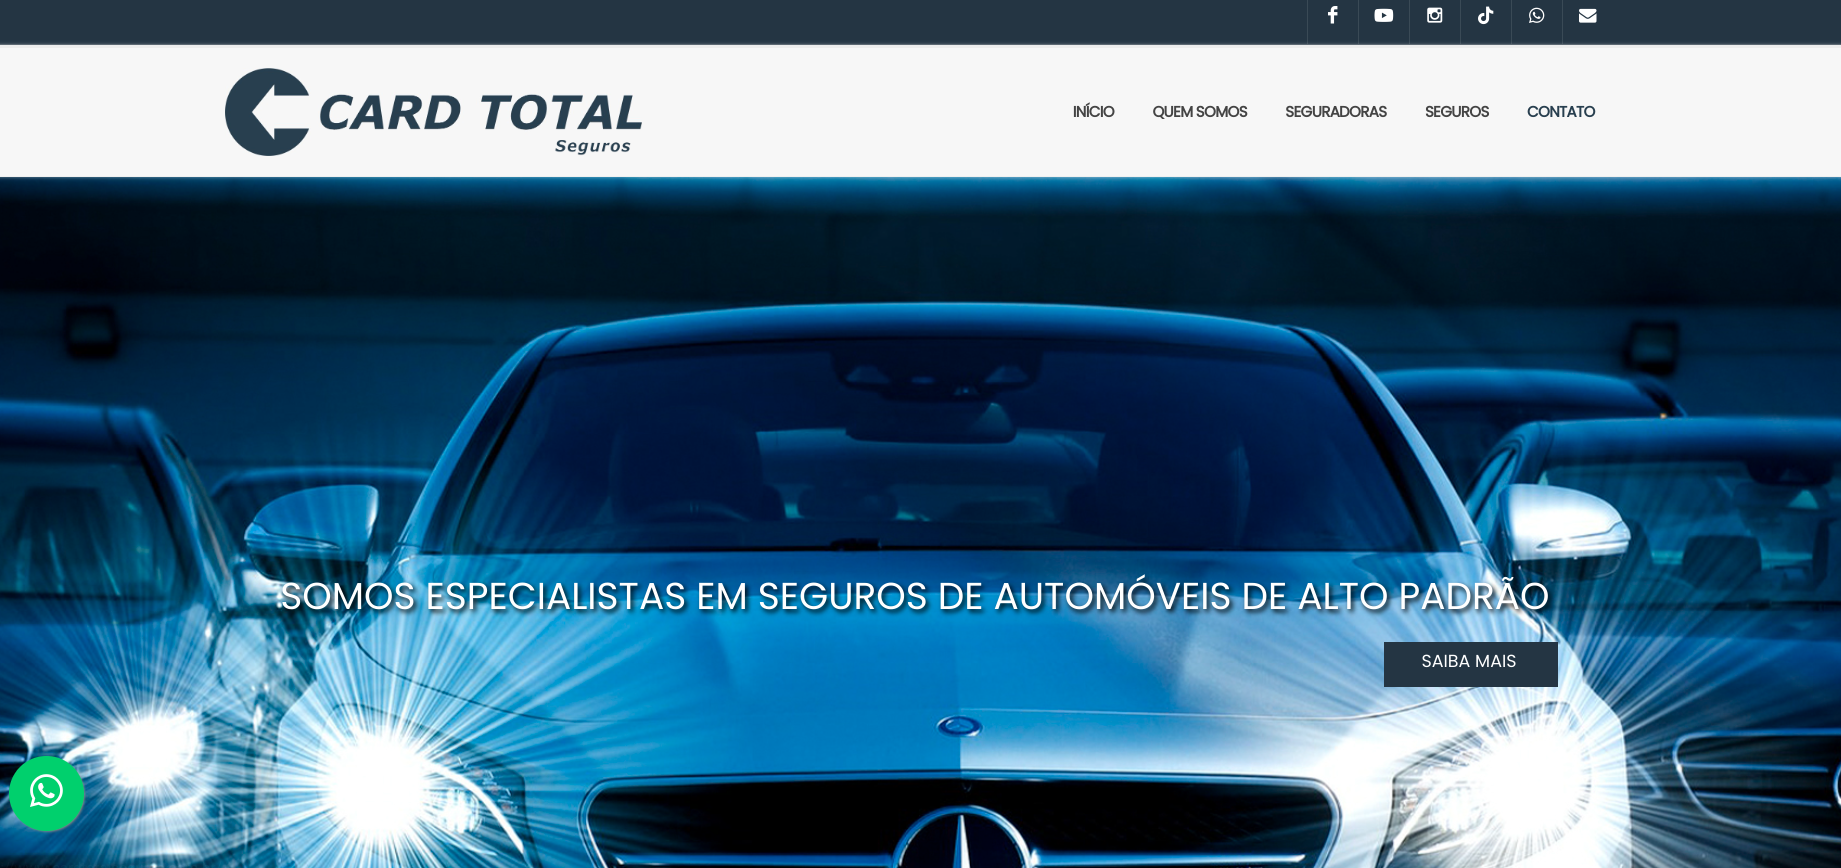 CARD TOTAL
Seguros
INÍCIO QUEM SOMOS SEGURADORAS SEGUROS CONTATO
SOMOS ESPECIALISTAS EM SEGUROS DE AUTOMÓVEIS DE ALTO PADRÃO
SAIBA MAIS